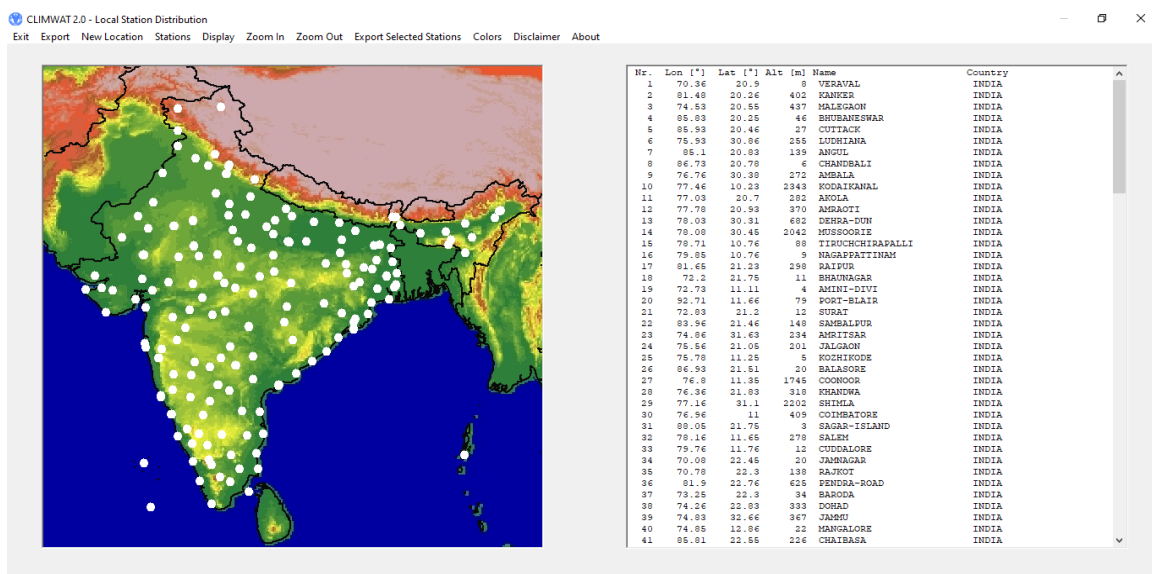 CLIMWAT 2.0 - Local Station Distribution
Exit Export New Location Stations Display Zoom In Zoom Out Export Selected Stations Colors Disclaimer About
Nr. Lon [°] Lat [°] Alt [m] Name Country
1 70.36 20.9 8 VERAVAL INDIA
2 81.48 20.26 402 KANKER INDIA
3 74.53 20.55 437 MALEGAON INDIA
4 85.83 20.25 46 BHUBANESWAR INDIA
5 85.93 20.46 27 CUTTACK INDIA
6 75.93 30.86 255 LUDHIANA INDIA
7 85.1 20.83 139 ANGUL INDIA
8 86.73 20.78 6 CHANDBALI INDIA
9 76.76 30.38 272 AMBALA INDIA
10 77.46 10.23 2343 KODAIKANAL INDIA
11 77.03 20.7 282 AKOLA INDIA
12 77.78 20.93 370 AMRAOTI INDIA
13 78.03 30.31 682 DEHRA-DUN INDIA
14 78.08 30.45 2042 MUSSOORIE INDIA
15 78.71 10.76 88 TIRUCHCHIRAPALLI INDIA
16 79.85 10.76 9 NAGAPPATTINAM INDIA
17 81.65 21.23 298 RAIPUR INDIA
18 72.2 21.75 11 BHAUNAGAR INDIA
19 72.73 11.11 4 AMINI-DIVI INDIA
20 92.71 11.66 79 PORT-BLAIR INDIA
21 72.83 21.2 12 SURAT INDIA
22 83.96 21.46 148 SAMBALPUR INDIA
23 74.86 31.63 234 AMRITSAR INDIA
24 75.56 21.05 201 JALGAON INDIA
25 75.78 11.25 5 KOZHIKODE INDIA
26 86.93 21.51 20 BALASORE INDIA
27 76.8 11.35 1745 COONOOR INDIA
28 76.36 21.83 318 KHANDWA INDIA
29 77.16 31.1 2202 SHIMLA INDIA
30 76.96 11 409 COIMBATORE INDIA
31 88.05 21.75 3 SAGAR-ISLAND INDIA
32 78.16 11.65 278 SALEM INDIA
33 79.76 11.76 12 CUDDALORE INDIA
34 70.08 22.45 20 JAMNAGAR INDIA
35 70.78 22.3 138 RAJKOT INDIA
36 81.9 22.76 625 PENDRA-ROAD INDIA
37 73.25 22.3 34 BARODA INDIA
38 74.26 22.83 333 DOHAD INDIA
39 74.83 32.66 367 JAMMU INDIA
40 74.85 12.86 22 MANGALORE INDIA
41 85.81 22.55 226 CHAIBASA INDIA